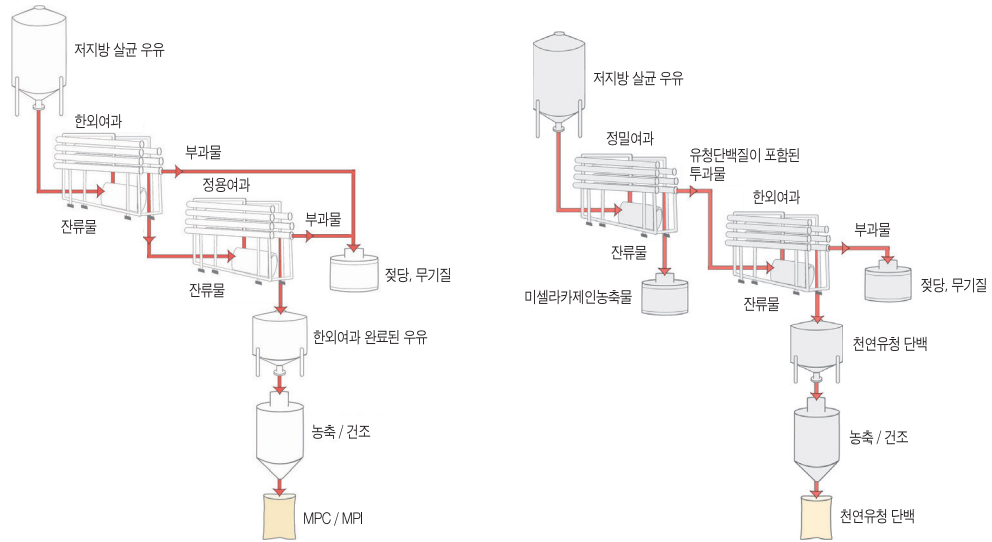 저지방 살균 우유
한외여과
부과물
정용여과
부과물
잔류물
잔류물
젖당, 무기질
한외여과 완료된 우유
농축 / 건조
MPC / MPI
저지방 살균 우유
정밀여과
유청단백질이 포함된
투과물
한외여과
부과물
잔류물
미셀라카제인농축물
잔류물
젖당, 무기질
천연유청 단백
농축 / 건조
천연유청 단백